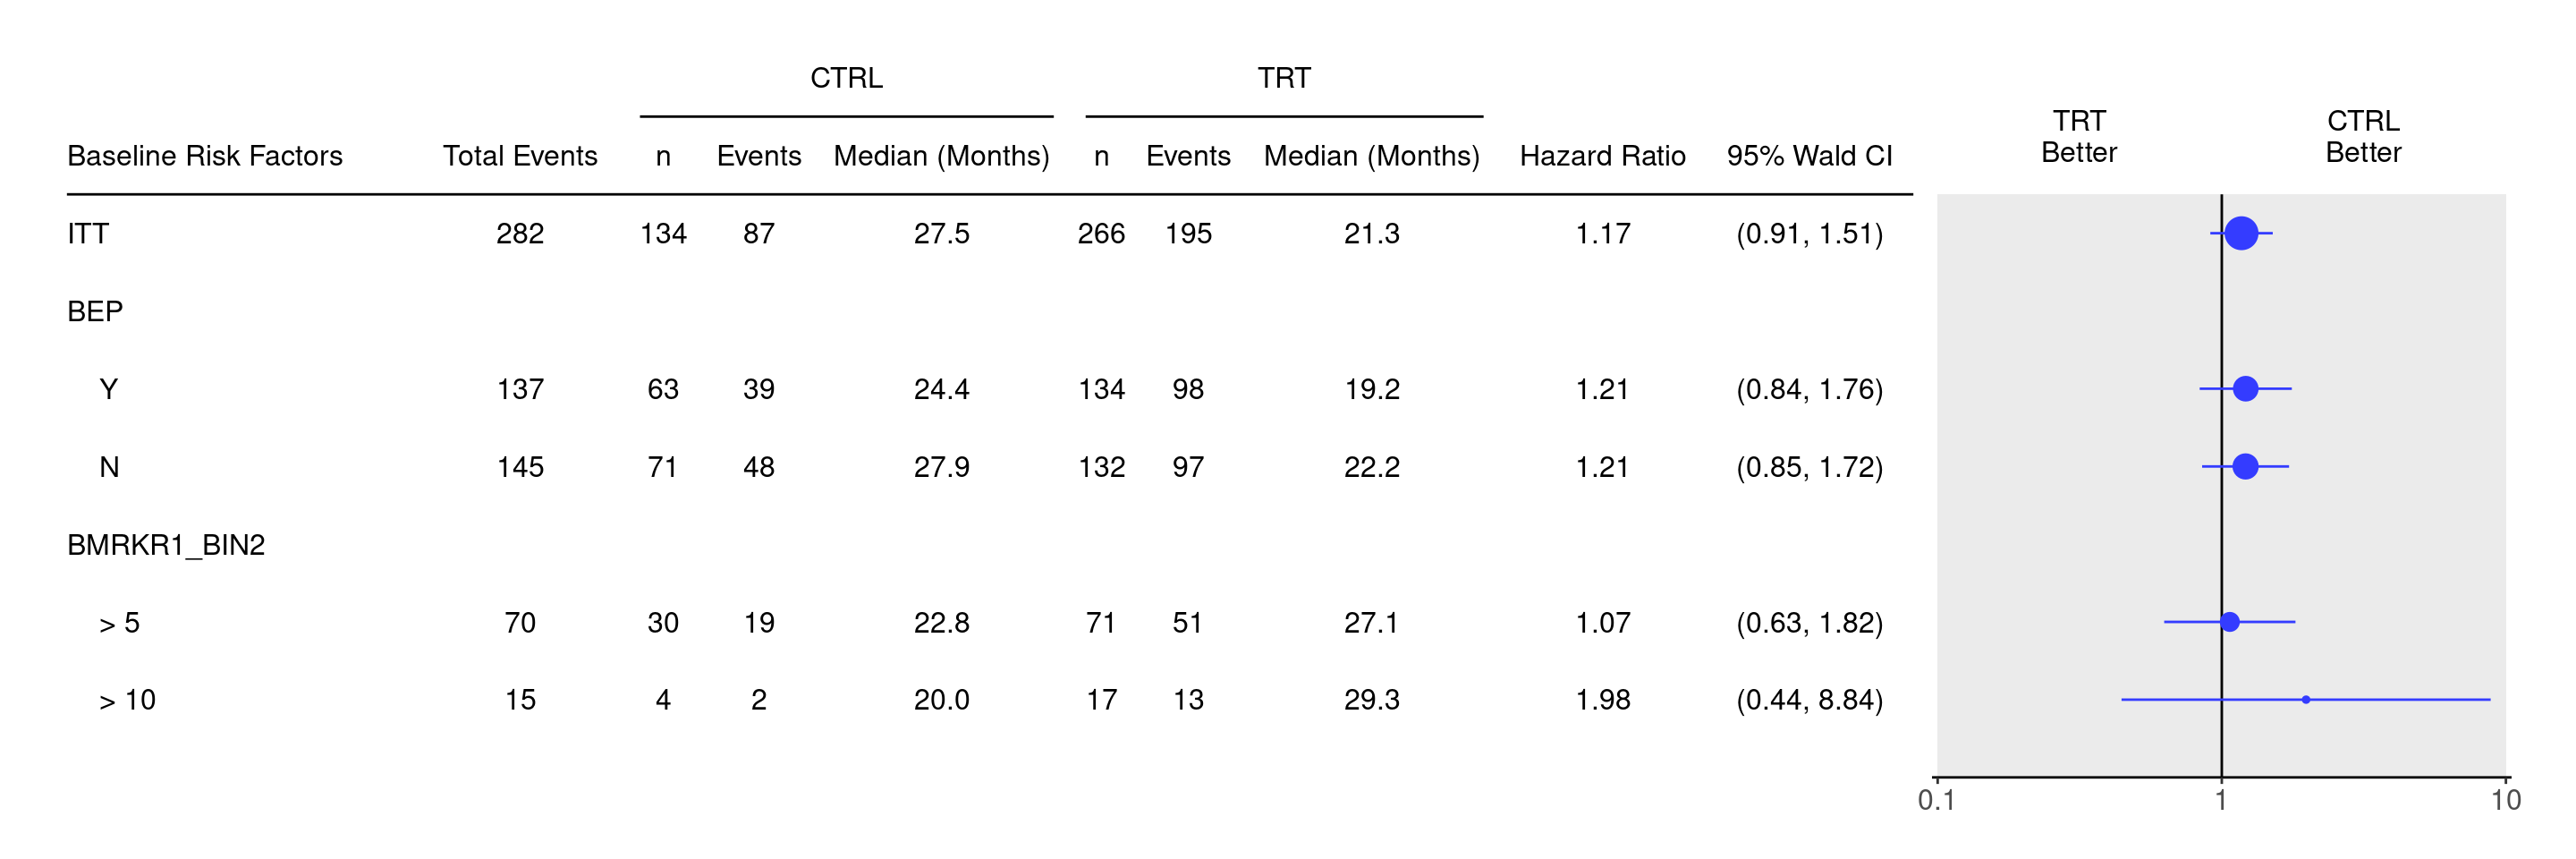 CTRL TRT
TRT Better CTRL Better
Baseline Risk Factors Total Events n Events Median (Months) n Events Median (Months) Hazard Ratio 95% Wald CI
ITT 282 134 87 27.5 266 195 21.3 1.17 (0.91, 1.51)
BEP
Y 137 63 39 24.4 134 98 19.2 1.21 (0.84, 1.76)
N 145 71 48 27.9 132 97 22.2 1.21 (0.85, 1.72)
BMRKR1_BIN2
> 5 70 30 19 22.8 71 51 27.1 1.07 (0.63, 1.82)
> 10 15 4 2 20.0 17 13 29.3 1.98 (0.44, 8.84)
0.1 1 10